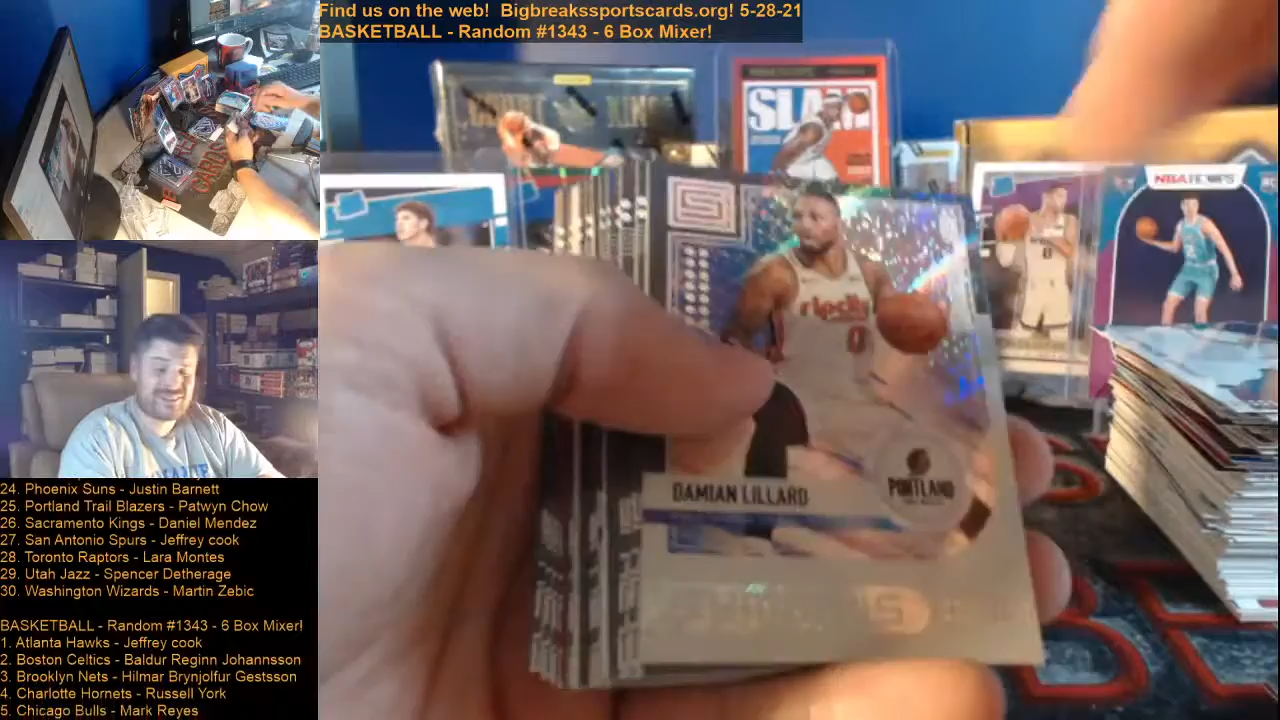 Find us on the web!  Bigbreakssportscards.org! 5-28-21
BASKETBALL - Random #1343 - 6 Box Mixer!
SLAM
NBA HOOPS
ripcity
0
DAMIAN LILLARD
PORTLAND
24. Phoenix Suns - Justin Barnett
25. Portland Trail Blazers - Patwyn Chow
26. Sacramento Kings - Daniel Mendez
27. San Antonio Spurs - Jeffrey cook
28. Toronto Raptors - Lara Montes
29. Utah Jazz - Spencer Detherage
30. Washington Wizards - Martin Zebic
BASKETBALL - Random #1343 - 6 Box Mixer!
1. Atlanta Hawks - Jeffrey cook
2. Boston Celtics - Baldur Reginn Johannsson
3. Brooklyn Nets - Hilmar Brynjolfur Gestsson
4. Charlotte Hornets - Russell York
5. Chicago Bulls - Mark Reyes